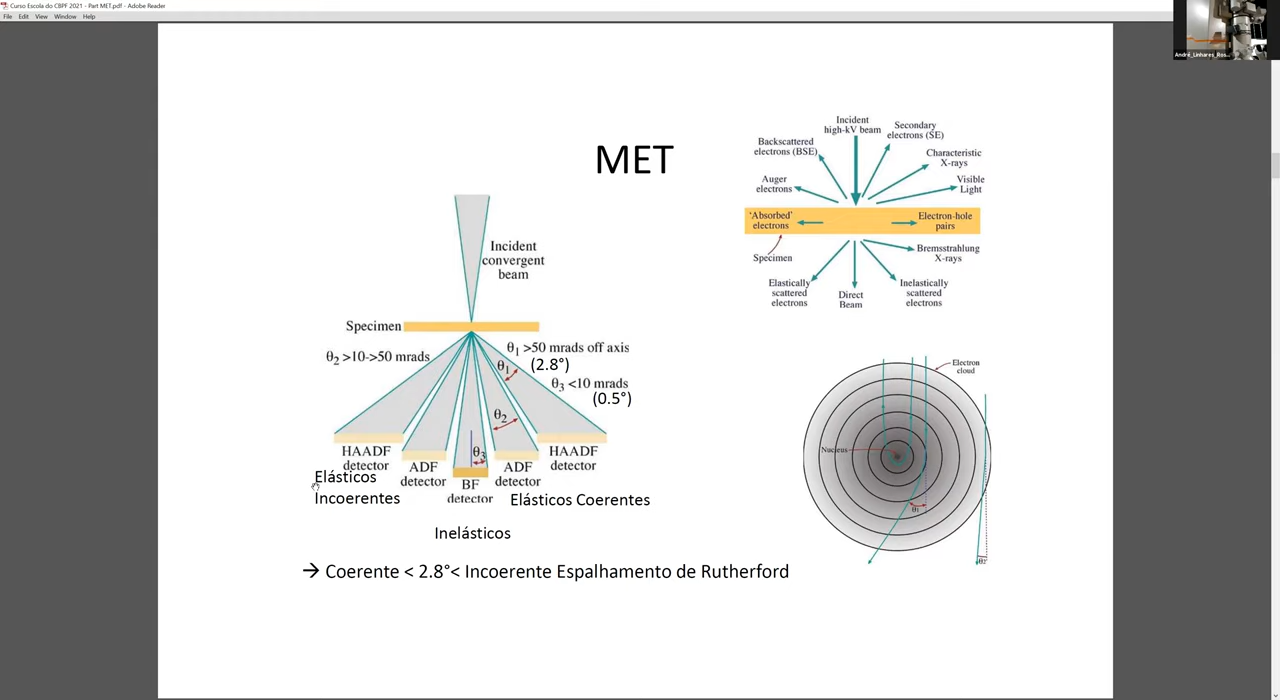 Curso Escola do CBPF 2021 - Part MET.pdf - Adobe Reader
File Edit View Window Help
André_Linhares_Ros...
MET
Incident
convergent
beam
Specimen
θ1 >50 mrads off axis
(2.8°)
θ2 >10->50 mrads
θ1
θ3 <10 mrads
(0.5°)
θ2
θ3
HAADF
detector
ADF
detector
BF
detector
ADF
detector
HAADF
detector
Elásticos
Incoerentes
Elásticos Coerentes
Inelásticos
→ Coerente < 2.8°< Incoerente Espalhamento de Rutherford
Incident
high-kV beam
Secondary
electrons (SE)
Backscattered
electrons (BSE)
Characteristic
X-rays
Auger
electrons
Visible
Light
'Absorbed'
electrons
Electron-hole
pairs
Specimen
Bremsstrahlung
X-rays
Elastically
scattered
electrons
Direct
Beam
Inelastically
scattered
electrons
Electron
cloud
Nucleus
θ1